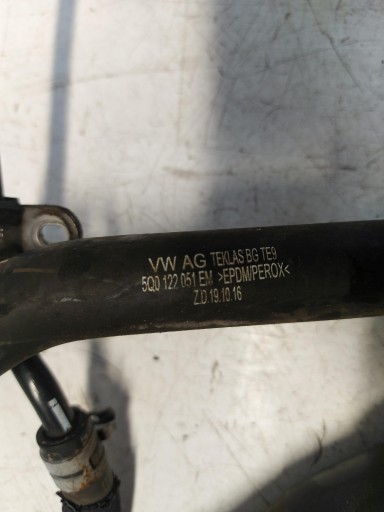 VW AG TEKLAS BG TE9
5Q0 122 051 EM >EPDM/PEROX<
Z.D.19.10.16